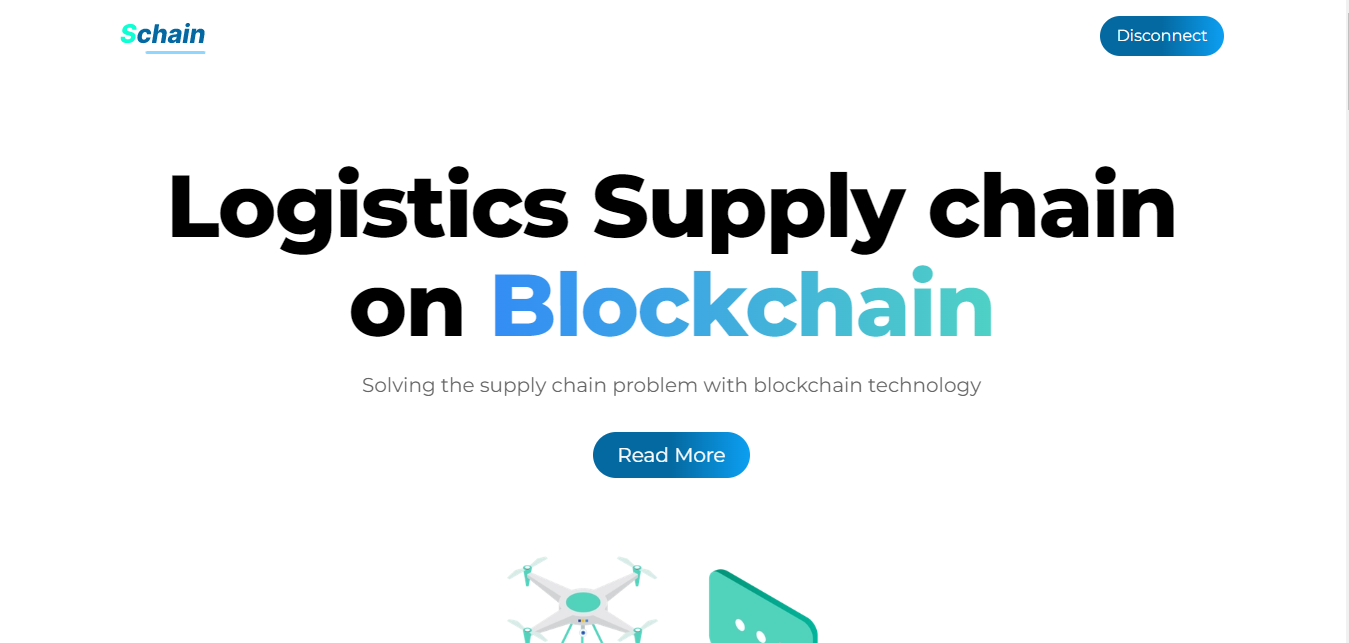 Schain
Disconnect
Logistics Supply chain
on Blockchain
Solving the supply chain problem with blockchain technology
Read More